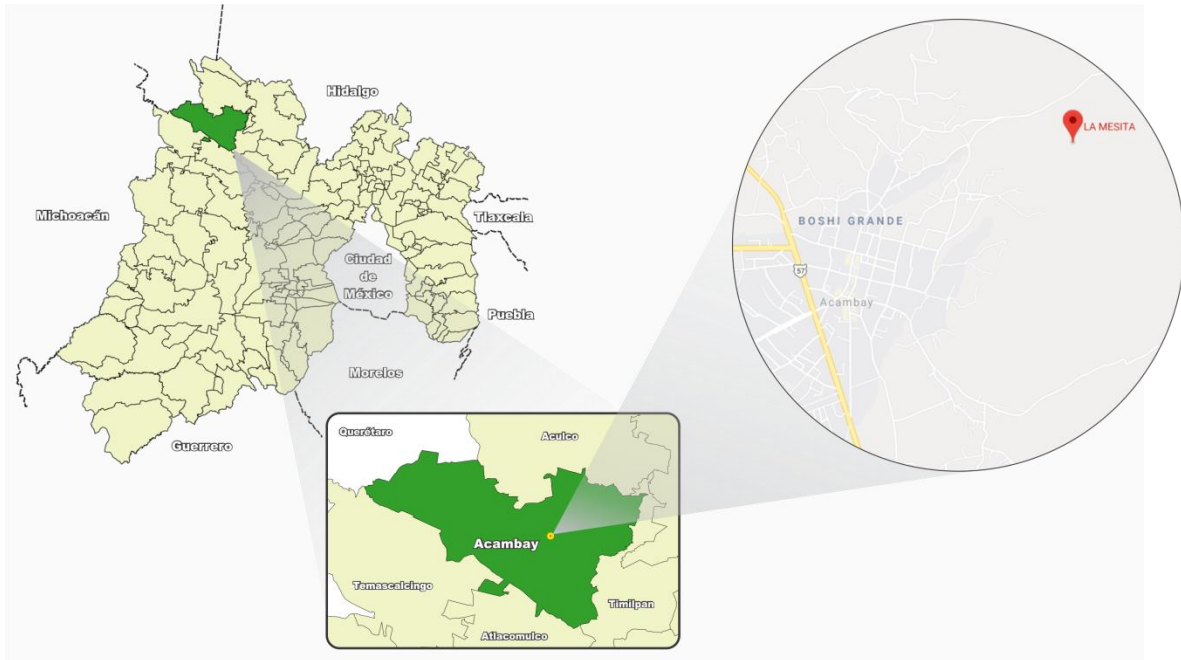 Hidalgo
Michoacán
Tlaxcala
Ciudad
de
México
Puebla
Morelos
Guerrero
LA MESITA
BOSHI GRANDE
57
Acambay
Querétaro
Aculco
Acambay
Temascalcingo
Timilpan
Atlacomulco